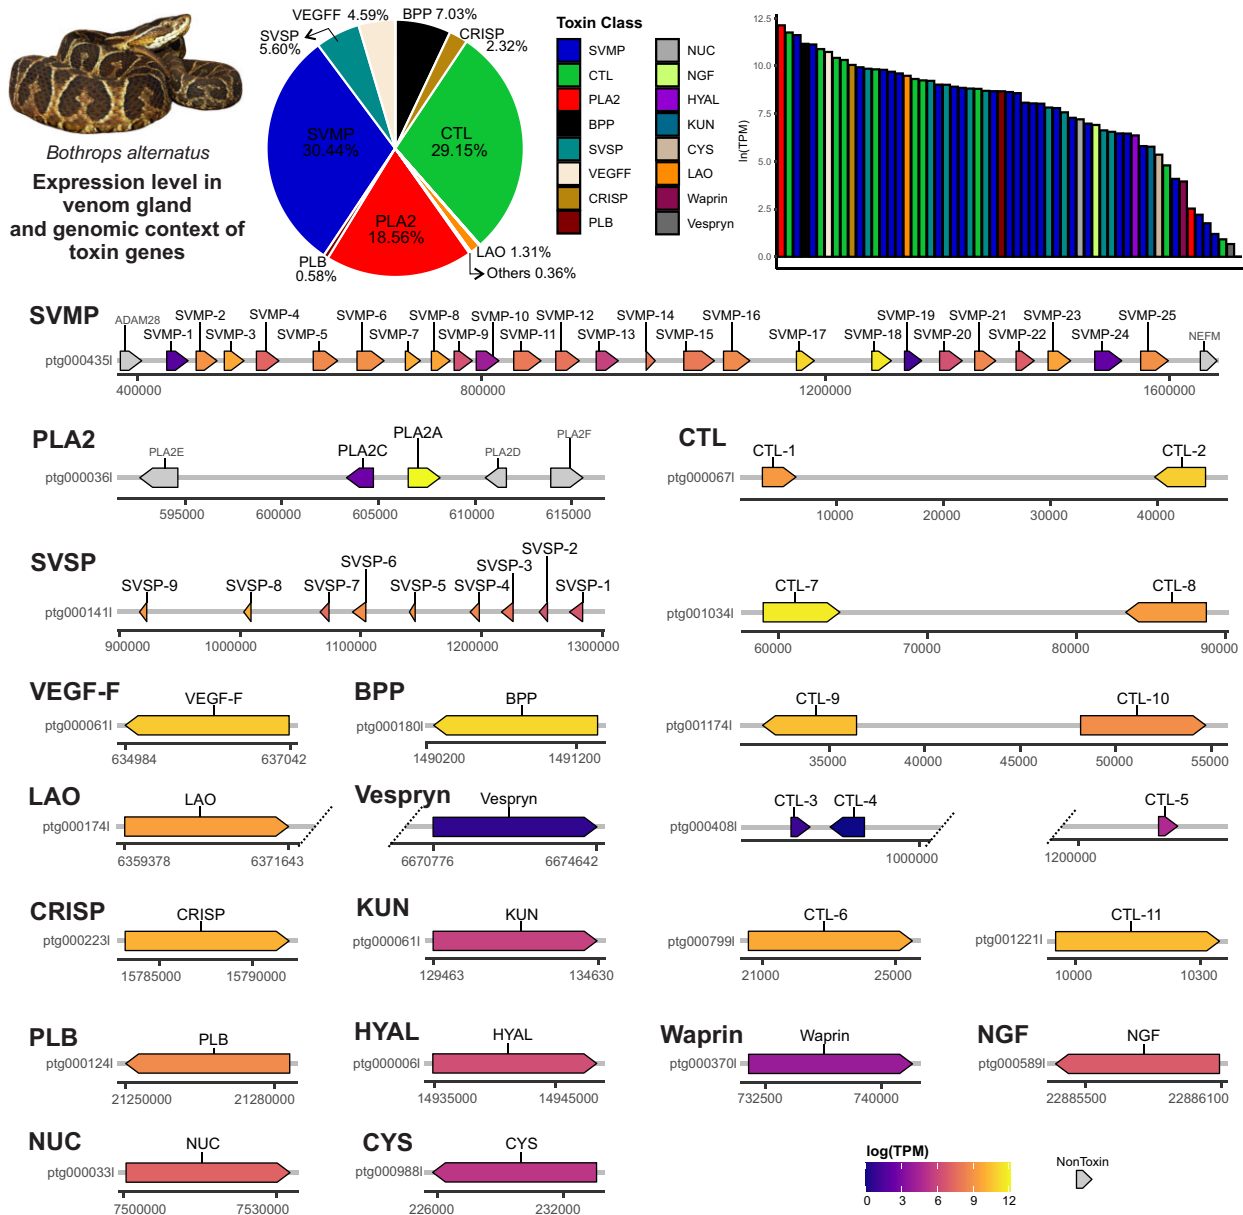 Bothrops alternatus
Expression level in
venom gland
and genomic context of
toxin genes
VEGFF 4.59%
BPP 7.03%
SVSP
5.60%
CRISP
2.32%
SVMP
30.44%
CTL
29.15%
PLA2
18.56%
PLB
0.58%
LAO 1.31%
Others 0.36%
Toxin Class
SVMP
CTL
PLA2
BPP
SVSP
VEGFF
CRISP
PLB
NUC
NGF
HYAL
KUN
CYS
LAO
Waprin
Vespryn
ln(TPM)
12.5
10.0
7.5
5.0
2.5
0.0
SVMP
ADAM28
SVMP-1
SVMP-2
SVMP-3
SVMP-4
SVMP-5
SVMP-6
SVMP-7
SVMP-8
SVMP-9
SVMP-10
SVMP-11
SVMP-12
SVMP-13
SVMP-14
SVMP-15
SVMP-16
SVMP-17
SVMP-18
SVMP-19
SVMP-20
SVMP-21
SVMP-22
SVMP-23
SVMP-24
SVMP-25
NEFM
ptg000435l
400000 800000 1200000 1600000
PLA2
PLA2E PLA2C PLA2A PLA2D PLA2F
ptg000036l
595000 600000 605000 610000 615000
CTL
CTL-1 CTL-2
ptg000067l
10000 20000 30000 40000
SVSP
SVSP-9 SVSP-8 SVSP-7 SVSP-6 SVSP-5 SVSP-4 SVSP-3 SVSP-2 SVSP-1
ptg000141l
900000 1000000 1100000 1200000 1300000
CTL-7 CTL-8
ptg001034l
60000 70000 80000 90000
VEGF-F
VEGF-F
ptg000061l
634984 637042
BPP
BPP
ptg000180l
1490200 1491200
CTL-9 CTL-10
ptg001174l
35000 40000 45000 50000 55000
LAO
LAO
ptg000174l
6359378 6371643
Vespryn
Vespryn
6670776 6674642
CTL-3 CTL-4 CTL-5
ptg000408l
1000000 1200000
CRISP
CRISP
ptg000223l
15785000 15790000
KUN
KUN
ptg000061l
129463 134630
CTL-6
ptg000799l
21000 25000
CTL-11
ptg001221l
10000 10300
PLB
PLB
ptg000124l
21250000 21280000
HYAL
HYAL
ptg000006l
14935000 14945000
Waprin
Waprin
ptg000370l
732500 740000
NGF
NGF
ptg000589l
22885500 22886100
NUC
NUC
ptg000033l
7500000 7530000
CYS
CYS
ptg000988l
226000 232000
log(TPM)
0 3 6 9 12
NonToxin